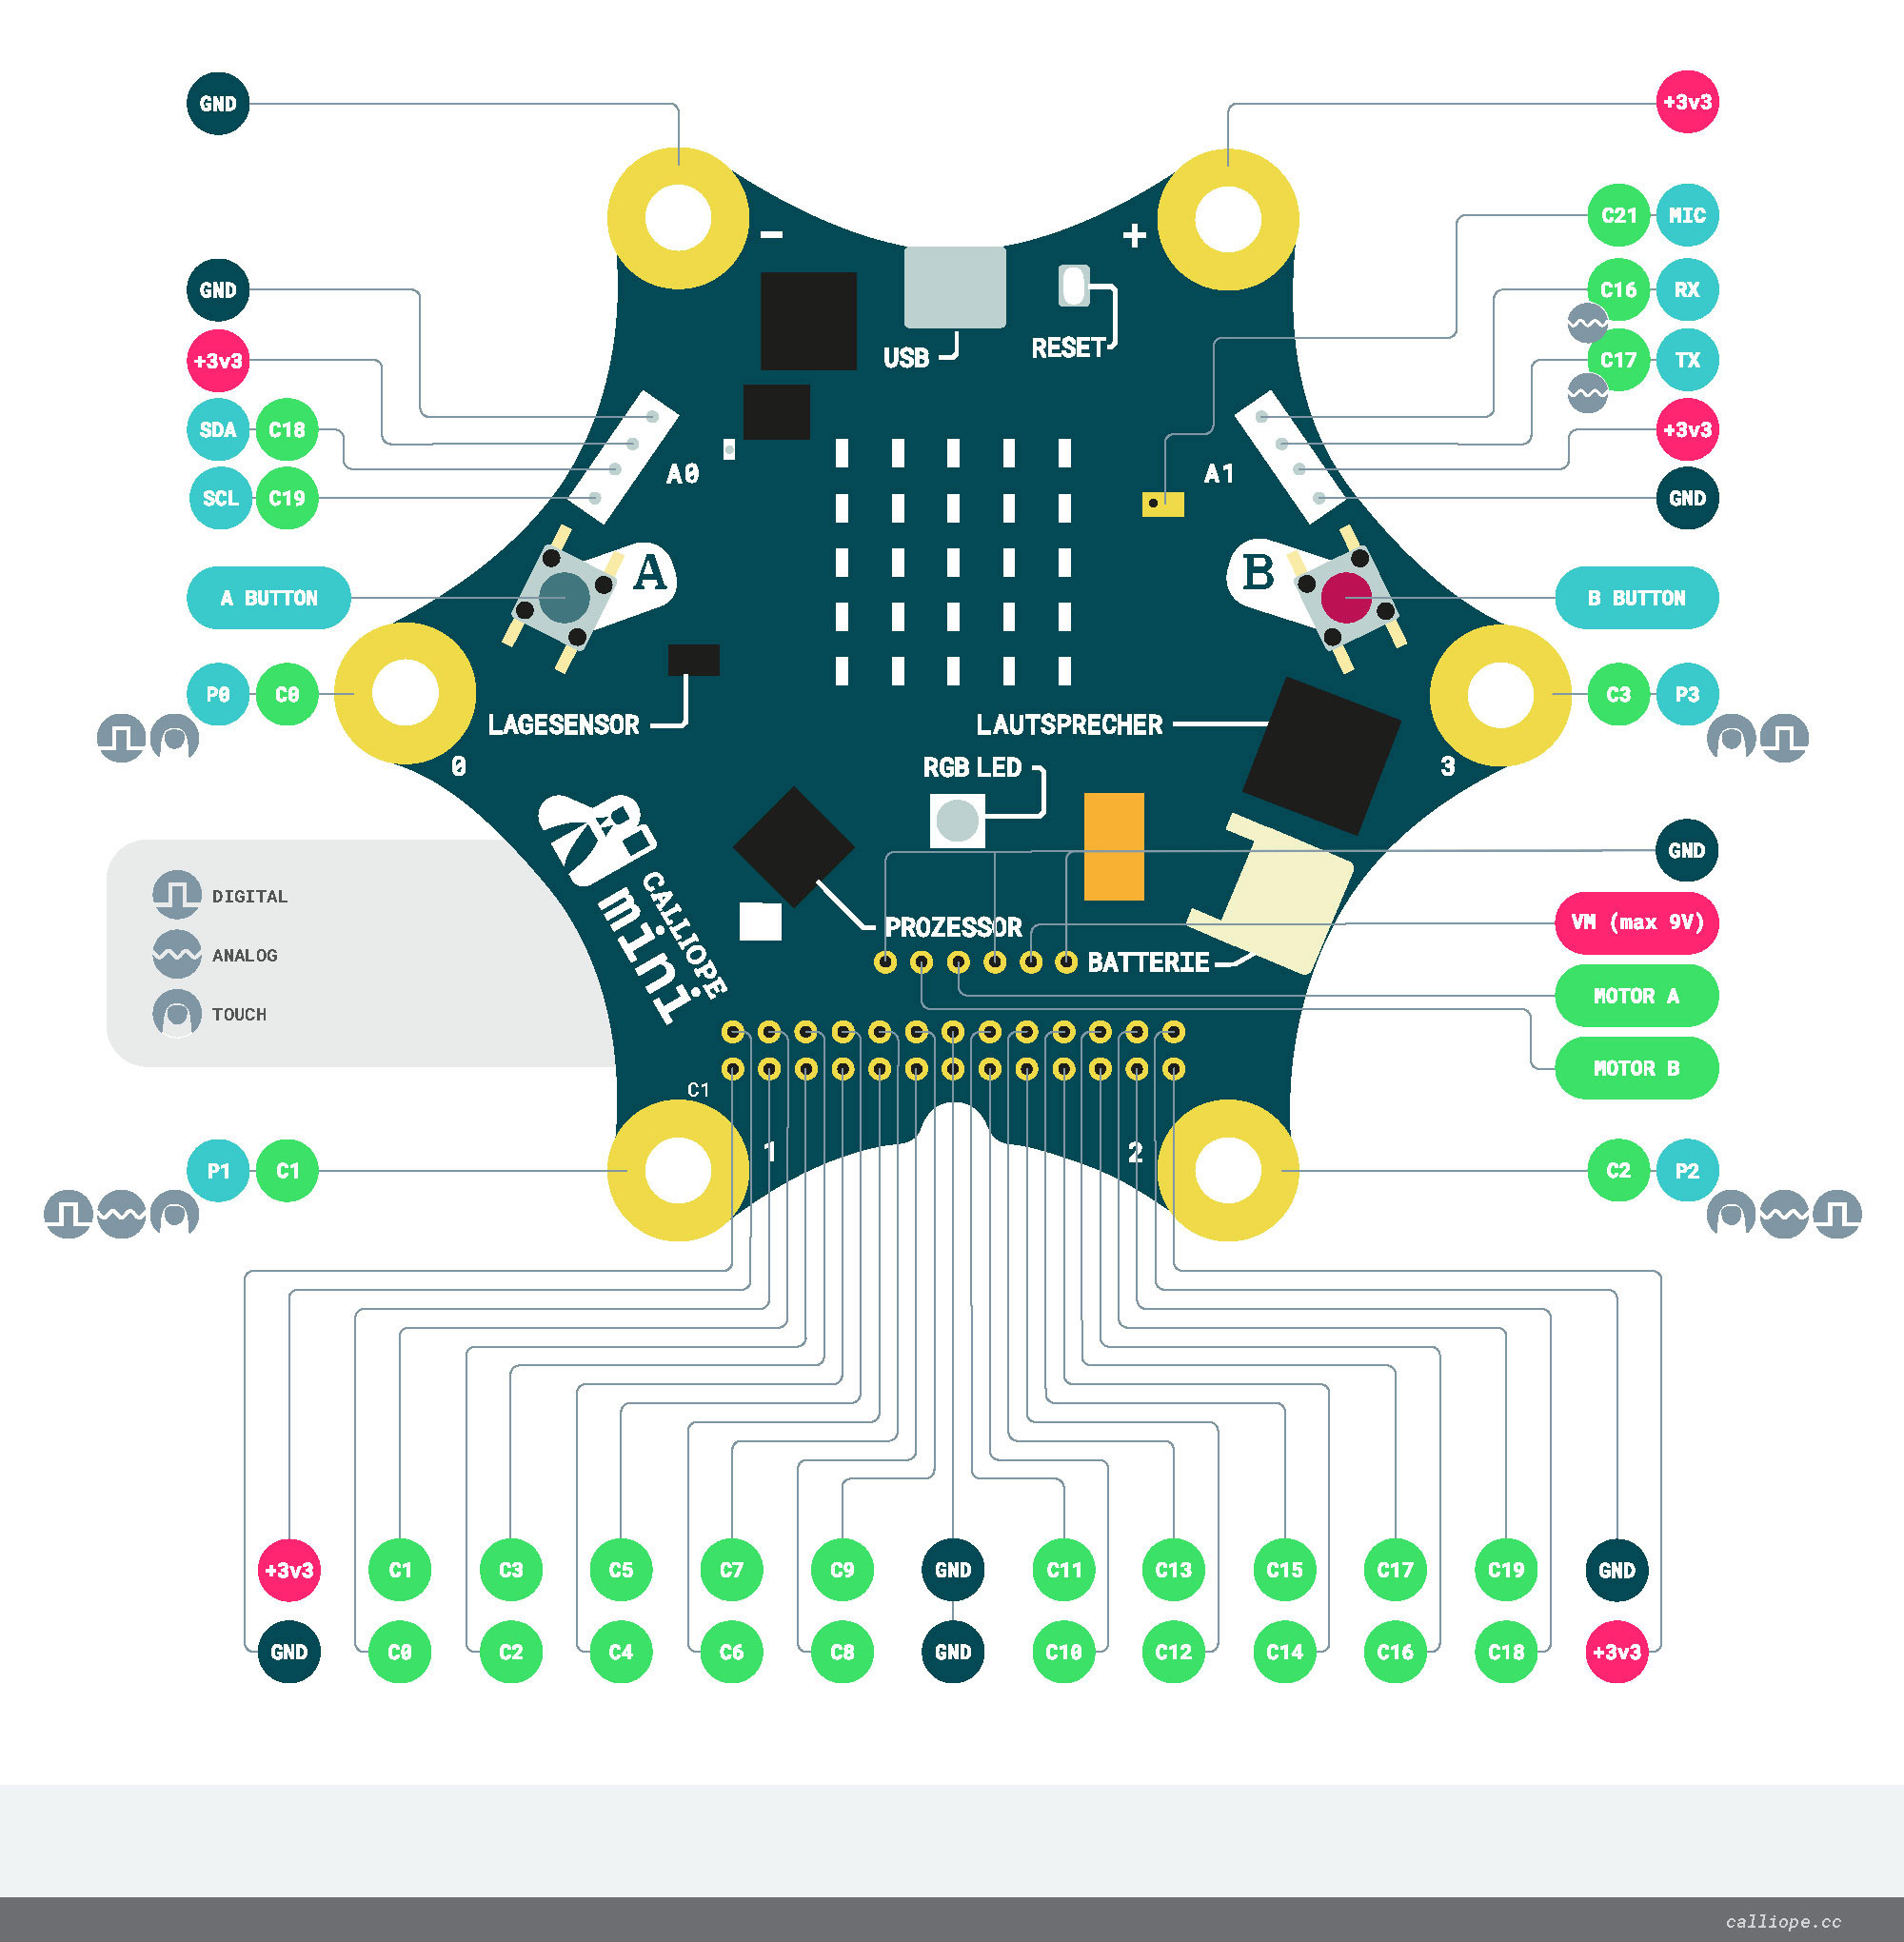 GND
+3v3
- +
C21 MIC
GND
C16 RX
USB
RESET
+3v3
C17 TX
SDA C18
+3v3
A0
A1
SCL C19
GND
A
B
A BUTTON
B BUTTON
P0 C0
C3 P3
LAGESENSOR
LAUTSPRECHER
0
RGB LED
3
GND
DIGITAL
CALLIOPE
mini
VM (max 9V)
PROZESSOR
ANALOG
BATTERIE
MOTOR A
TOUCH
MOTOR B
C1
1
2
P1 C1
C2 P2
+3v3 C1 C3 C5 C7 C9 GND C11 C13 C15 C17 C19 GND
GND C0 C2 C4 C6 C8 GND C10 C12 C14 C16 C18 +3v3
calliope.cc